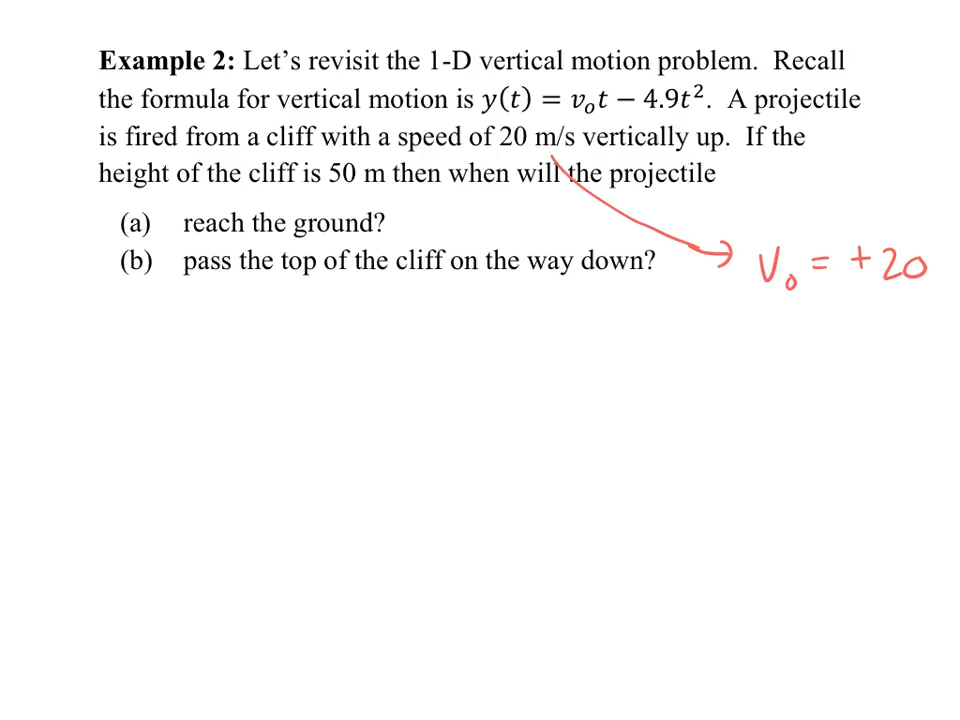 Example 2: Let's revisit the 1-D vertical motion problem. Recall
the formula for vertical motion is y(t) = vₒt − 4.9t². A projectile
is fired from a cliff with a speed of 20 m/s vertically up. If the
height of the cliff is 50 m then when will the projectile
(a) reach the ground?
(b) pass the top of the cliff on the way down?
V₀ = +20